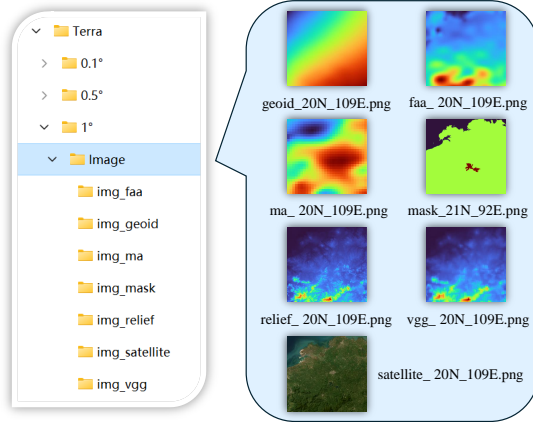 Terra
0.1°
0.5°
1°
Image
img_faa
img_geoid
img_ma
img_mask
img_relief
img_satellite
img_vgg
geoid_20N_109E.png
faa_ 20N_109E.png
ma_ 20N_109E.png
mask_21N_92E.png
relief_ 20N_109E.png
vgg_ 20N_109E.png
satellite_ 20N_109E.png